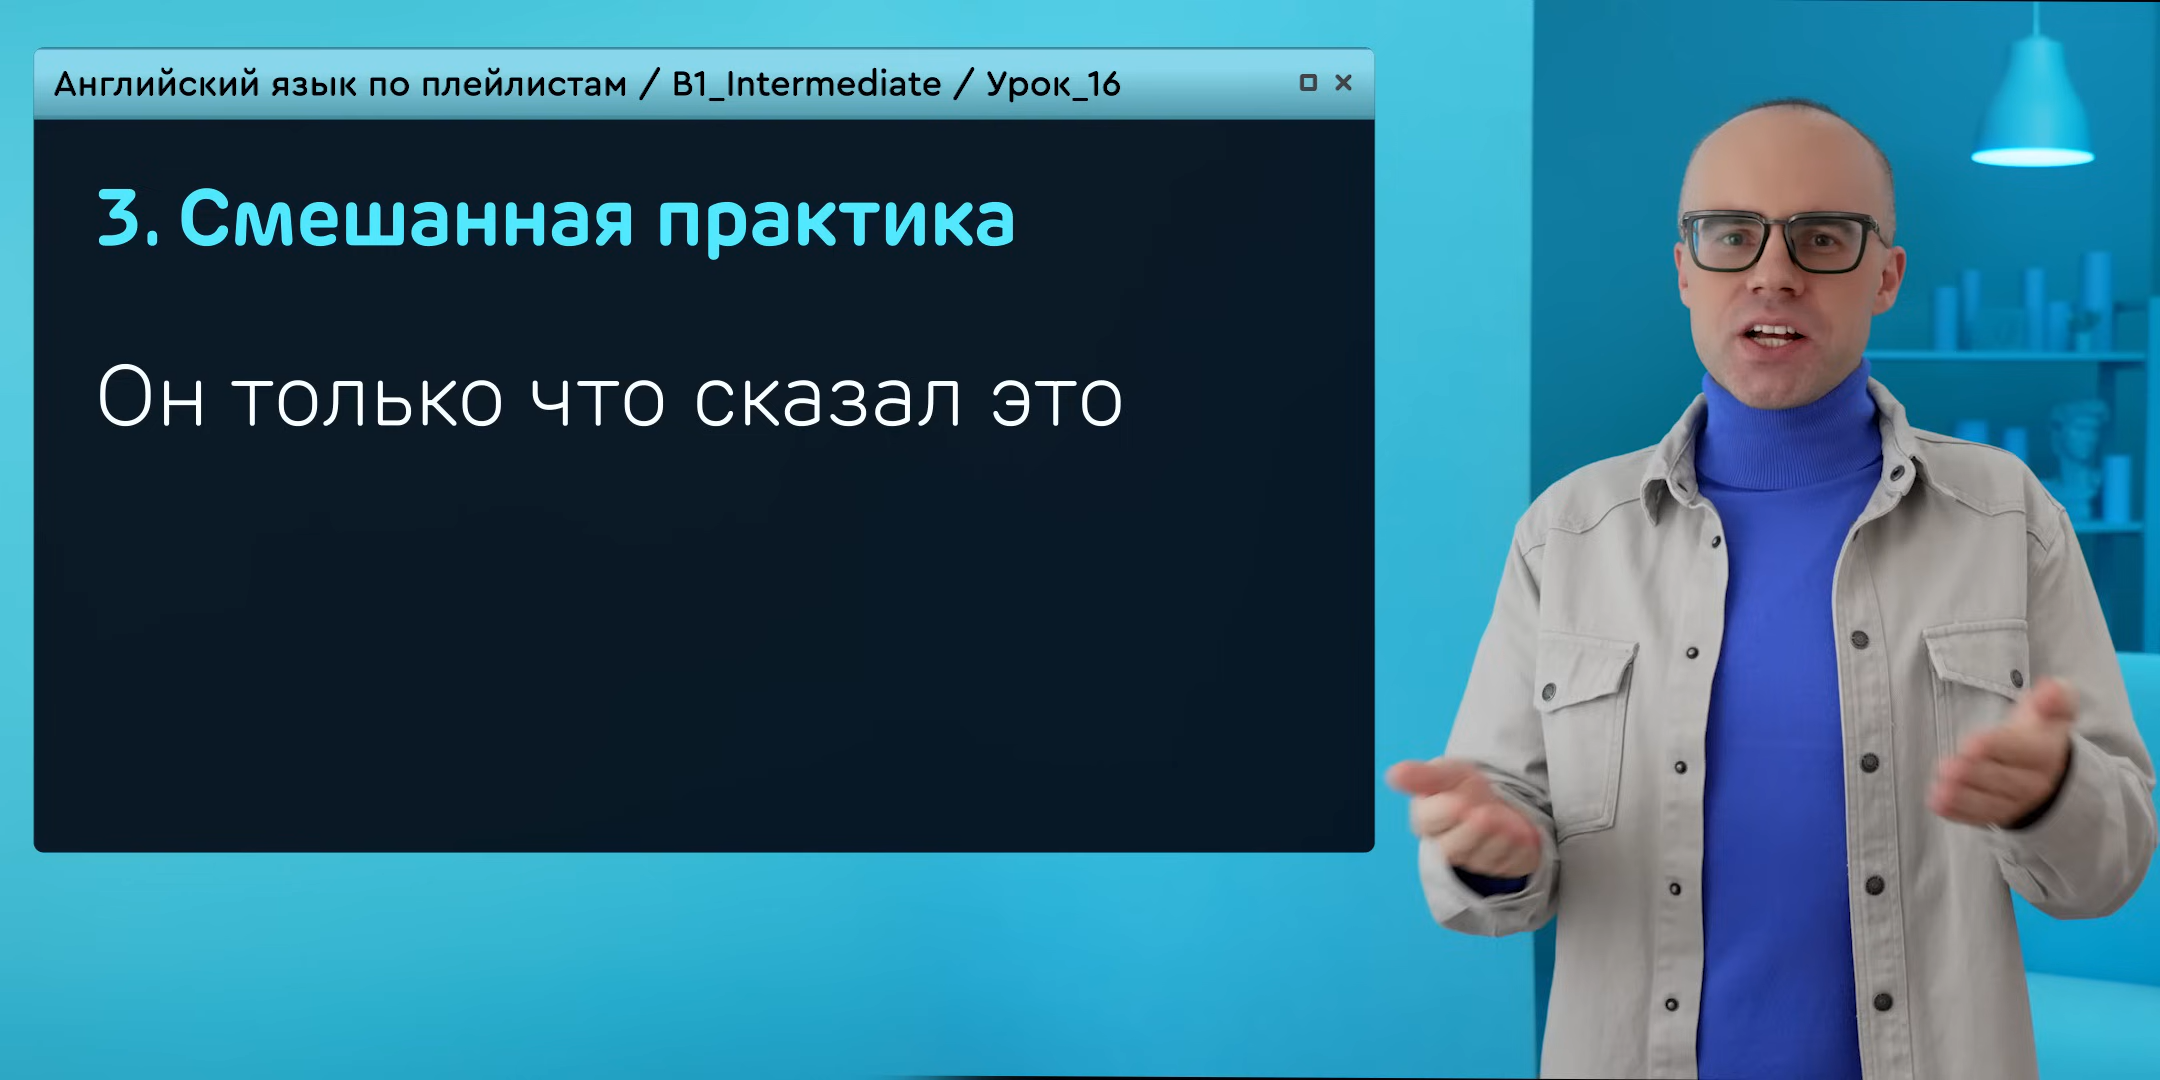 Английский язык по плейлистам / B1_Intermediate / Урок_16
3. Смешанная практика
Он только что сказал это